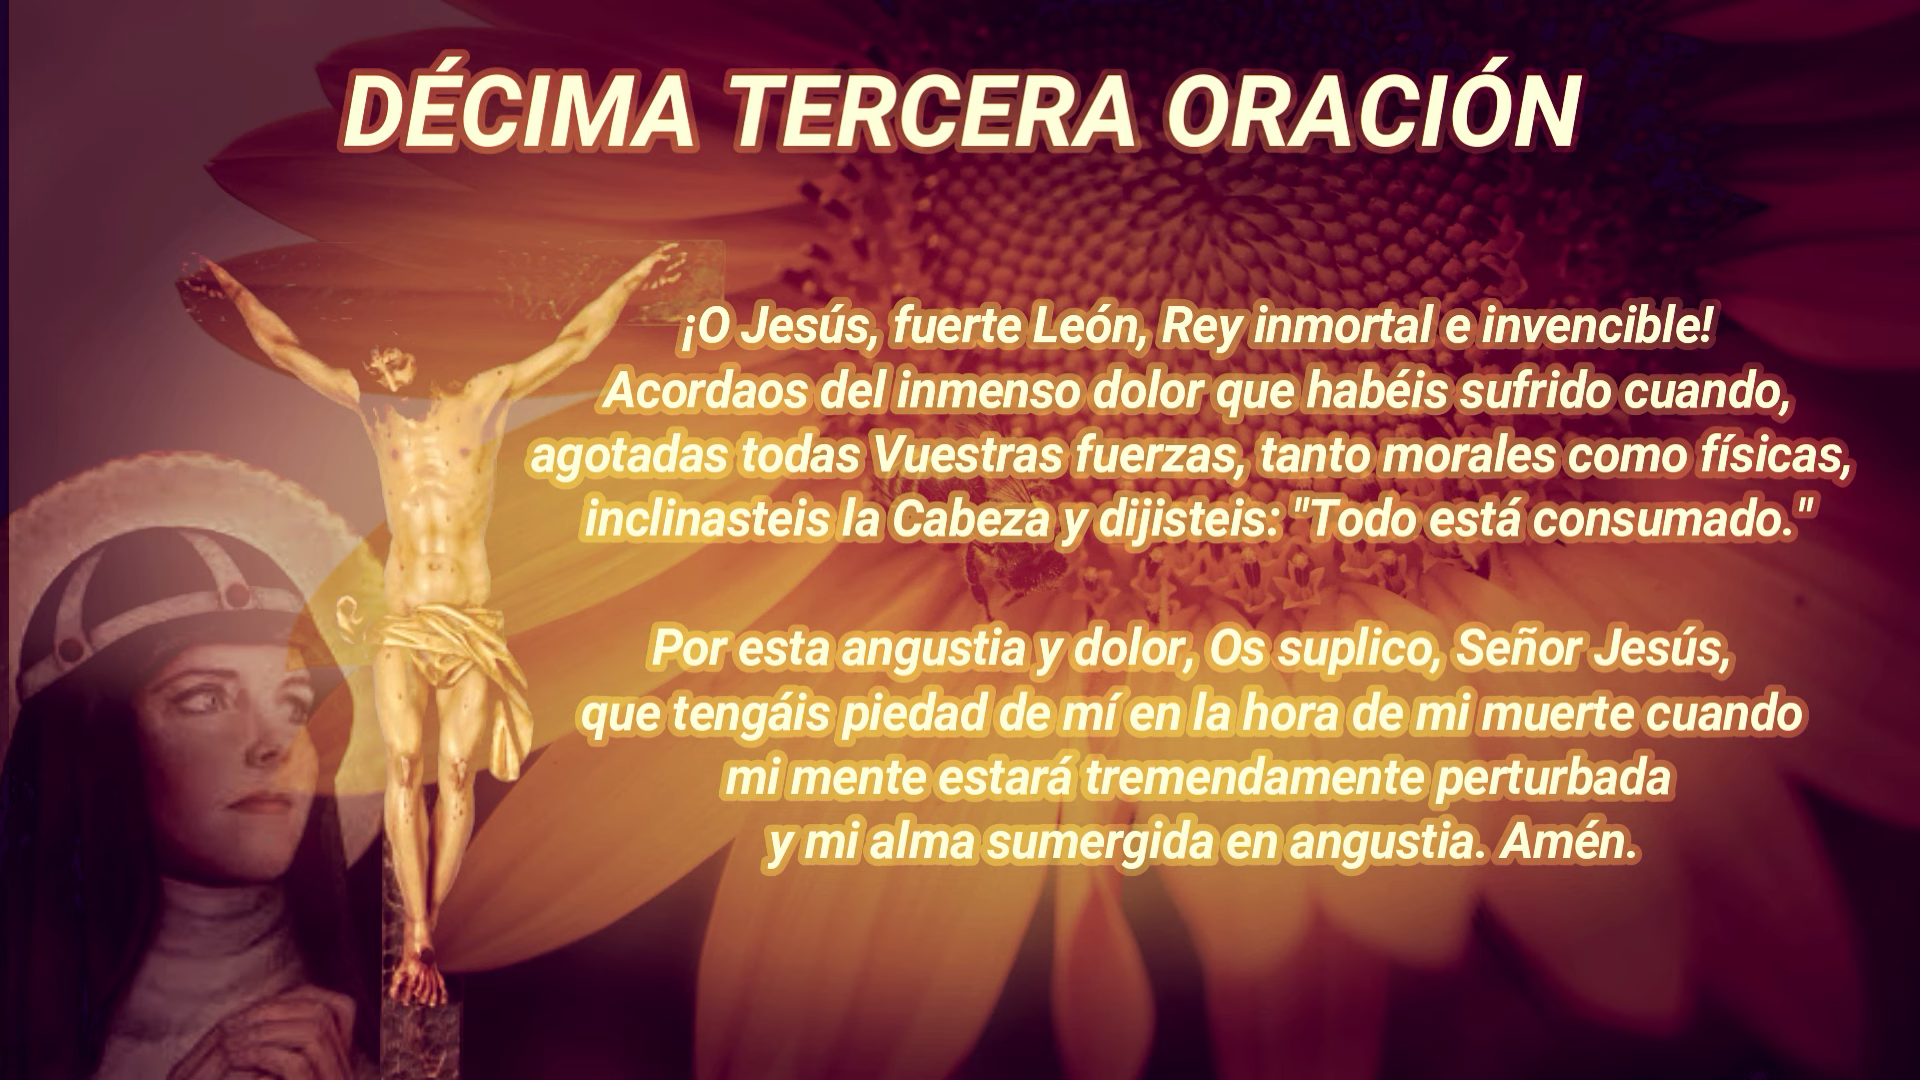 DÉCIMA TERCERA ORACIÓN
¡O Jesús, fuerte León, Rey inmortal e invencible!
Acordaos del inmenso dolor que habéis sufrido cuando,
agotadas todas Vuestras fuerzas, tanto morales como físicas,
inclinasteis la Cabeza y dijisteis: "Todo está consumado."
Por esta angustia y dolor, Os suplico, Señor Jesús,
que tengáis piedad de mí en la hora de mi muerte cuando
mi mente estará tremendamente perturbada
y mi alma sumergida en angustia. Amén.